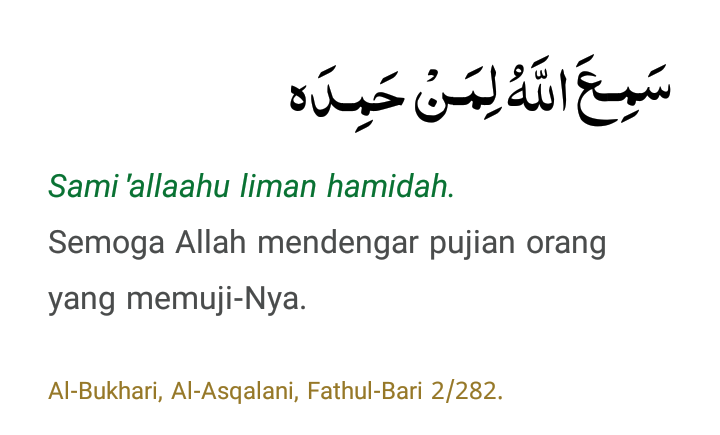 سَمِعَ اللَّهُ لِمَنْ حَمِدَه
Sami'allaahu liman hamidah.
Semoga Allah mendengar pujian orang
yang memuji-Nya.
Al-Bukhari, Al-Asqalani, Fathul-Bari 2/282.